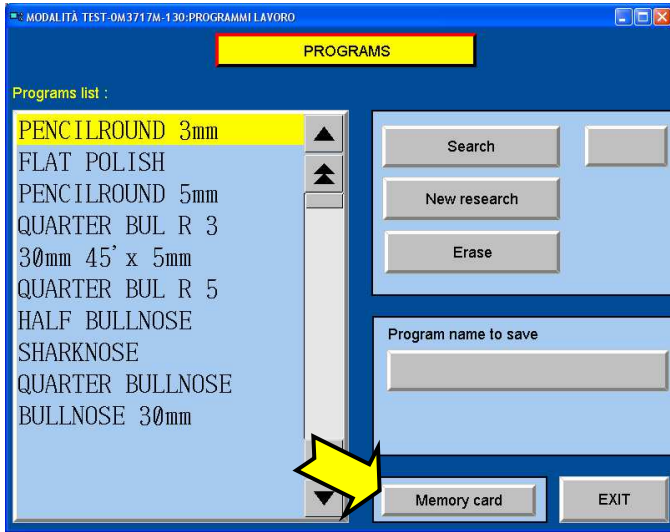 MODALITÀ TEST-0M3717M-130:PROGRAMMI LAVORO
PROGRAMS
Programs list :
PENCILROUND 3mm
FLAT POLISH
PENCILROUND 5mm
QUARTER BUL R 3
30mm 45'x 5mm
QUARTER BUL R 5
HALF BULLNOSE
SHARKNOSE
QUARTER BULLNOSE
BULLNOSE 30mm
Search
New research
Erase
Program name to save
Memory card
EXIT